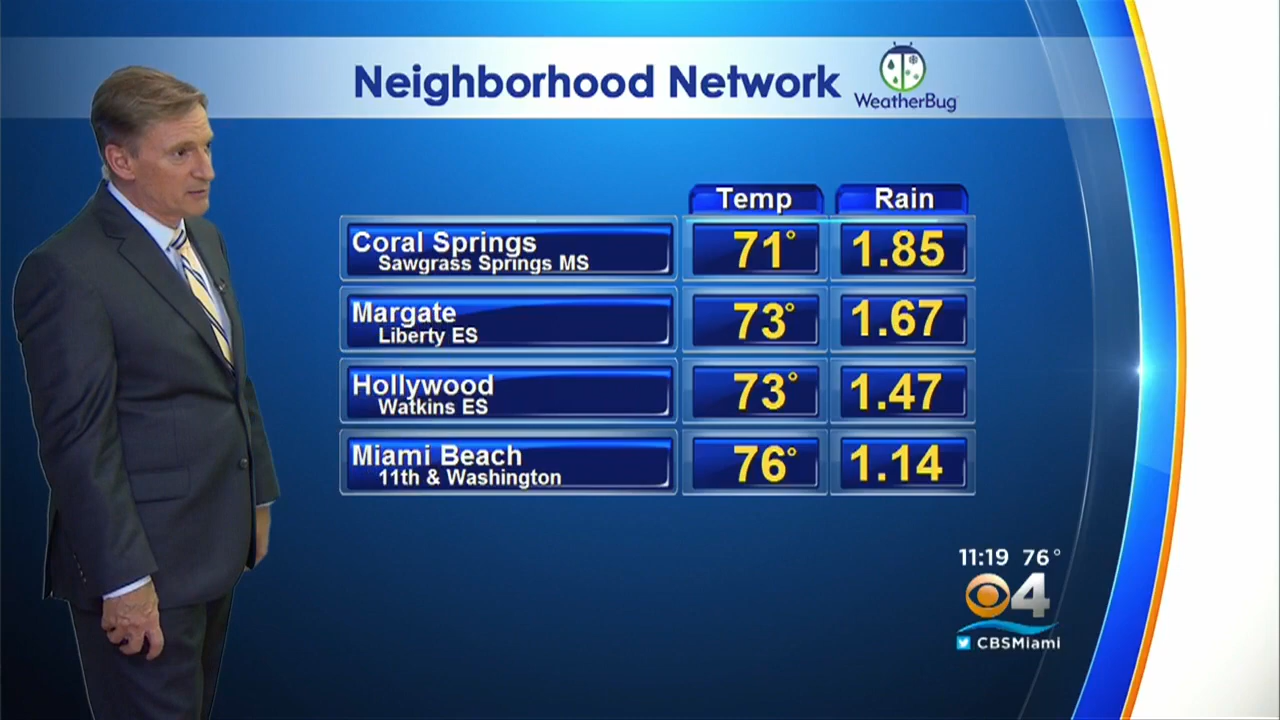 Neighborhood Network
WeatherBug
Temp Rain
Coral Springs 71° 1.85
Sawgrass Springs MS
Margate 73° 1.67
Liberty ES
Hollywood 73° 1.47
Watkins ES
Miami Beach 76° 1.14
11th & Washington
11:19 76°
4
CBSMiami